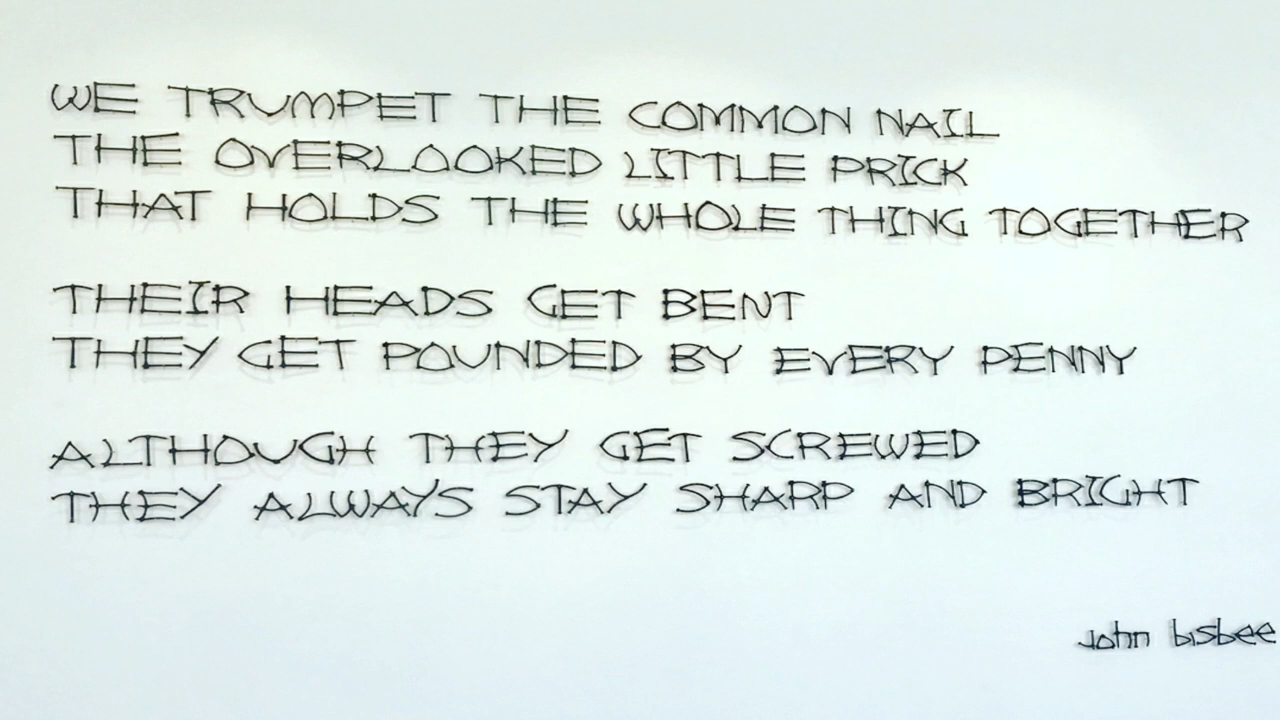 WE TRUMPET THE COMMON NAIL
THE OVERLOOKED LITTLE PRICK
THAT HOLDS THE WHOLE THING TOGETHER
THEIR HEADS GET BENT
THEY GET POUNDED BY EVERY PENNY
ALTHOUGH THEY GET SCREWED
THEY ALWAYS STAY SHARP AND BRIGHT
john bisbee